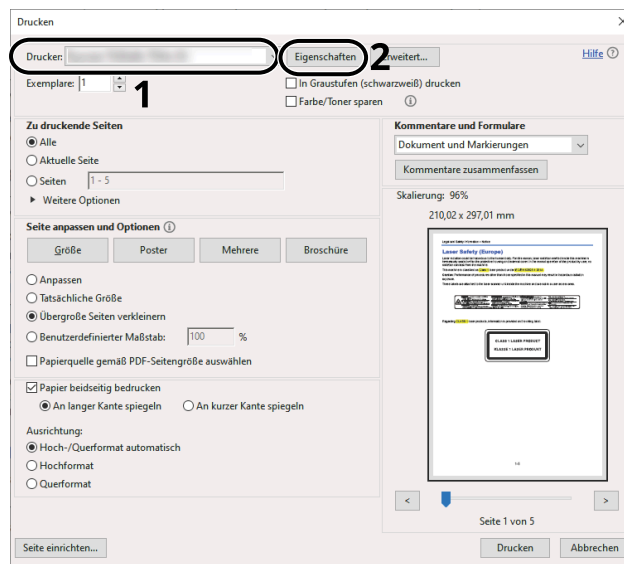 Drucken
Drucker:
Eigenschaften
2
Erweitert...
Hilfe
Exemplare: 1
1
In Graustufen (schwarzweiß) drucken
Farbe/Toner sparen
Zu druckende Seiten
Alle
Aktuelle Seite
Seiten 1 - 5
Weitere Optionen
Kommentare und Formulare
Dokument und Markierungen
Kommentare zusammenfassen
Skalierung: 96%
210,02 x 297,01 mm
Seite anpassen und Optionen
Größe Poster Mehrere Broschüre
Anpassen
Tatsächliche Größe
Übergroße Seiten verkleinern
Benutzerdefinierter Maßstab: 100 %
Papierquelle gemäß PDF-Seitengröße auswählen
Papier beidseitig bedrucken
An langer Kante spiegeln An kurzer Kante spiegeln
Ausrichtung:
Hoch-/Querformat automatisch
Hochformat
Querformat
Laser Safety (Europe)
CLASS 1 LASER PRODUCT
KLASSE 1 LASER PRODUKT
< >
Seite 1 von 5
Seite einrichten... Drucken Abbrechen